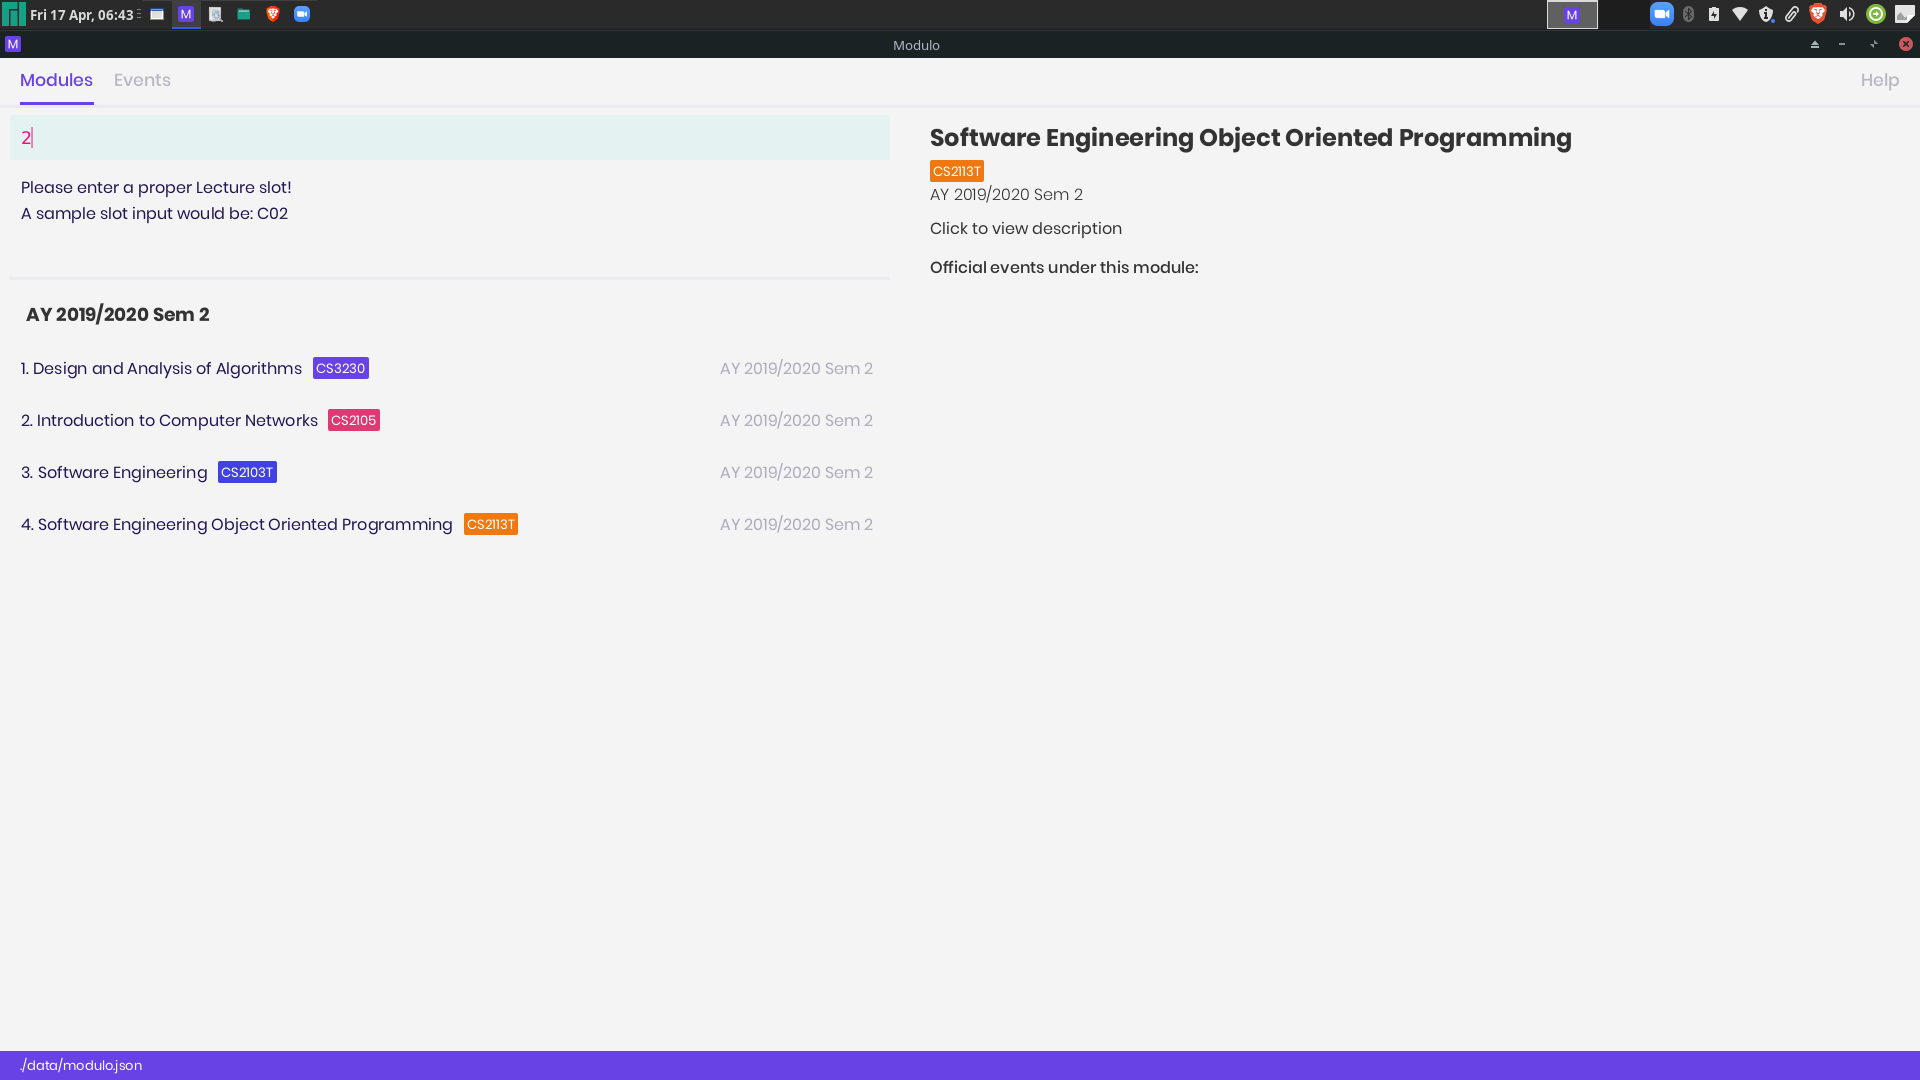 Fri 17 Apr, 06:43
M
M
M
Modulo
Modules Events Help
2
Please enter a proper Lecture slot!
A sample slot input would be: C02
AY 2019/2020 Sem 2
1. Design and Analysis of Algorithms CS3230 AY 2019/2020 Sem 2
2. Introduction to Computer Networks CS2105 AY 2019/2020 Sem 2
3. Software Engineering CS2103T AY 2019/2020 Sem 2
4. Software Engineering Object Oriented Programming CS2113T AY 2019/2020 Sem 2
Software Engineering Object Oriented Programming
CS2113T
AY 2019/2020 Sem 2
Click to view description
Official events under this module:
./data/modulo.json